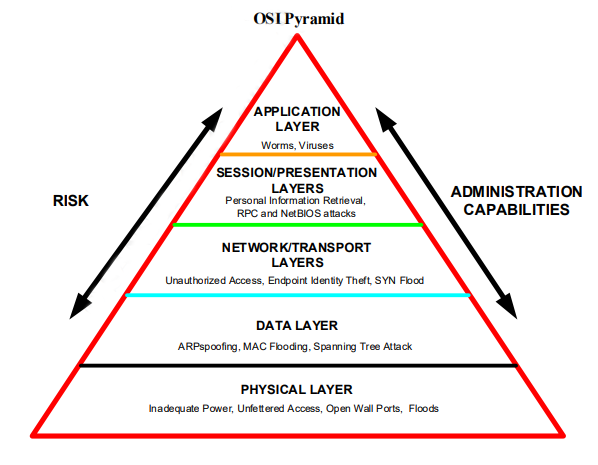 OSI Pyramid
APPLICATION
LAYER
Worms, Viruses
SESSION/PRESENTATION
LAYERS
Personal Information Retrieval,
RPC and NetBIOS attacks
RISK
ADMINISTRATION
CAPABILITIES
NETWORK/TRANSPORT
LAYERS
Unauthorized Access, Endpoint Identity Theft, SYN Flood
DATA LAYER
ARPspoofing, MAC Flooding, Spanning Tree Attack
PHYSICAL LAYER
Inadequate Power, Unfettered Access, Open Wall Ports, Floods